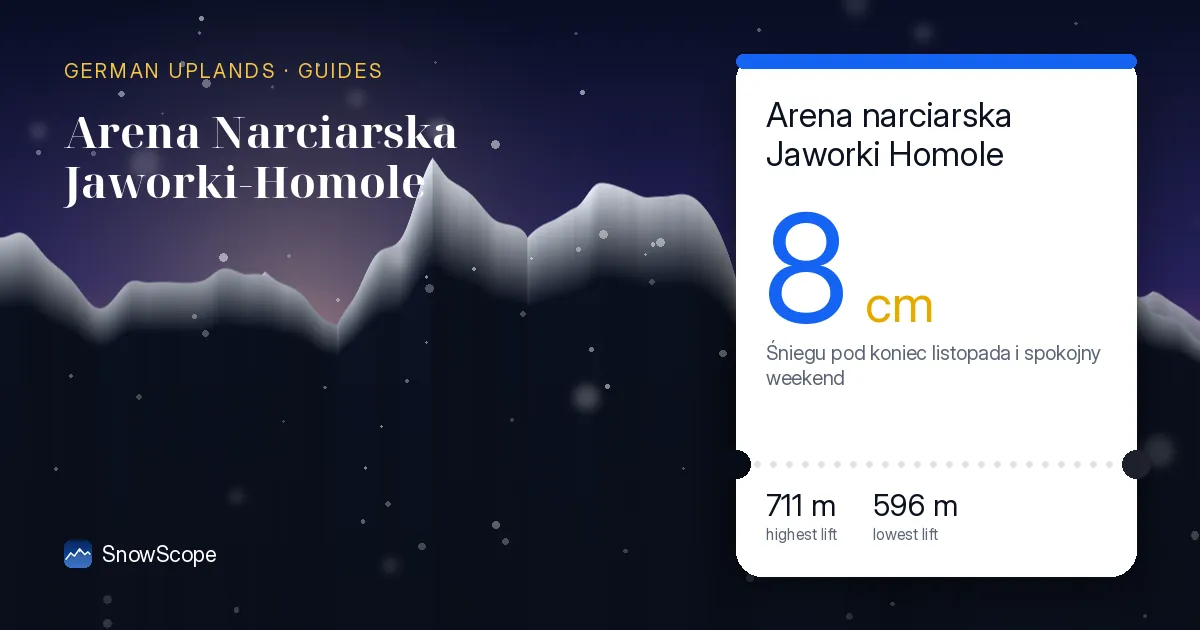 GERMAN UPLANDS · GUIDES
Arena Narciarska
Jaworki-Homole
SnowScope
Arena narciarska
Jaworki Homole
8 cm
Śniegu pod koniec listopada i spokojny
weekend
711 m 596 m
highest lift lowest lift